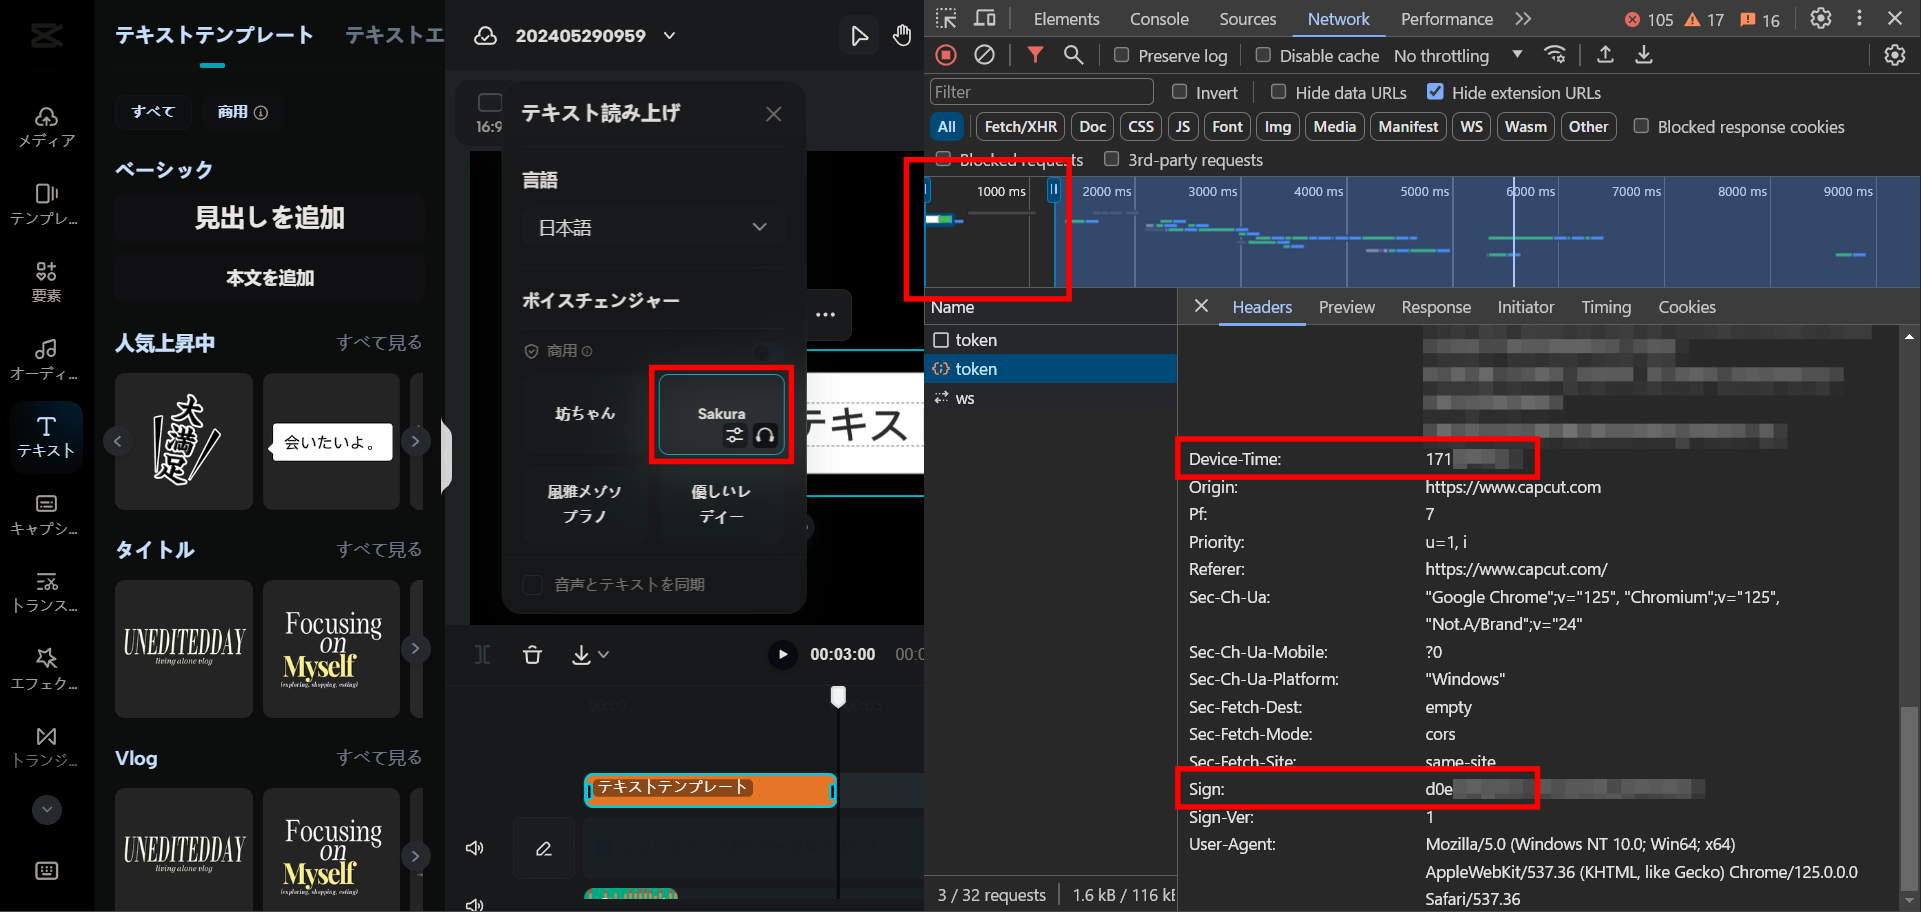 テキストテンプレート
テキストエ
すべて
商用
メディア
テンプレ...
要素
オーディ...
テキスト
キャプシ...
トランス...
エフェク...
トランジ...
ベーシック
見出しを追加
本文を追加
人気上昇中
すべて見る
大満足
会いたいよ。
タイトル
すべて見る
UNEDITEDDAY
living alone vlog
Focusing
on
Myself
(exploring, shopping, eating)
Vlog
すべて見る
UNEDITEDDAY
living alone vlog
Focusing
on
Myself
(exploring, shopping, eating)
202405290959
16:9
テキスト読み上げ
言語
日本語
ボイスチェンジャー
商用
坊ちゃん
Sakura
風雅メゾソ
プラノ
優しいレ
ディー
音声とテキストを同期
テキス
00:03:00
00:0
00:00
テキストテンプレート
Elements
Console
Sources
Network
Performance
105
17
16
Preserve log
Disable cache
No throttling
Filter
Invert
Hide data URLs
Hide extension URLs
All
Fetch/XHR
Doc
CSS
JS
Font
Img
Media
Manifest
WS
Wasm
Other
Blocked response cookies
Blocked requests
3rd-party requests
1000 ms
2000 ms
3000 ms
4000 ms
5000 ms
6000 ms
7000 ms
8000 ms
9000 ms
Name
token
token
ws
3 / 32 requests
1.6 kB / 116 kB
Headers
Preview
Response
Initiator
Timing
Cookies
Device-Time: 171
Origin: https://www.capcut.com
Pf: 7
Priority: u=1, i
Referer: https://www.capcut.com/
Sec-Ch-Ua: "Google Chrome";v="125", "Chromium";v="125",
"Not.A/Brand";v="24"
Sec-Ch-Ua-Mobile: ?0
Sec-Ch-Ua-Platform: "Windows"
Sec-Fetch-Dest: empty
Sec-Fetch-Mode: cors
Sec-Fetch-Site: same-site
Sign: d0e
Sign-Ver: 1
User-Agent: Mozilla/5.0 (Windows NT 10.0; Win64; x64)
AppleWebKit/537.36 (KHTML, like Gecko) Chrome/125.0.0.0
Safari/537.36